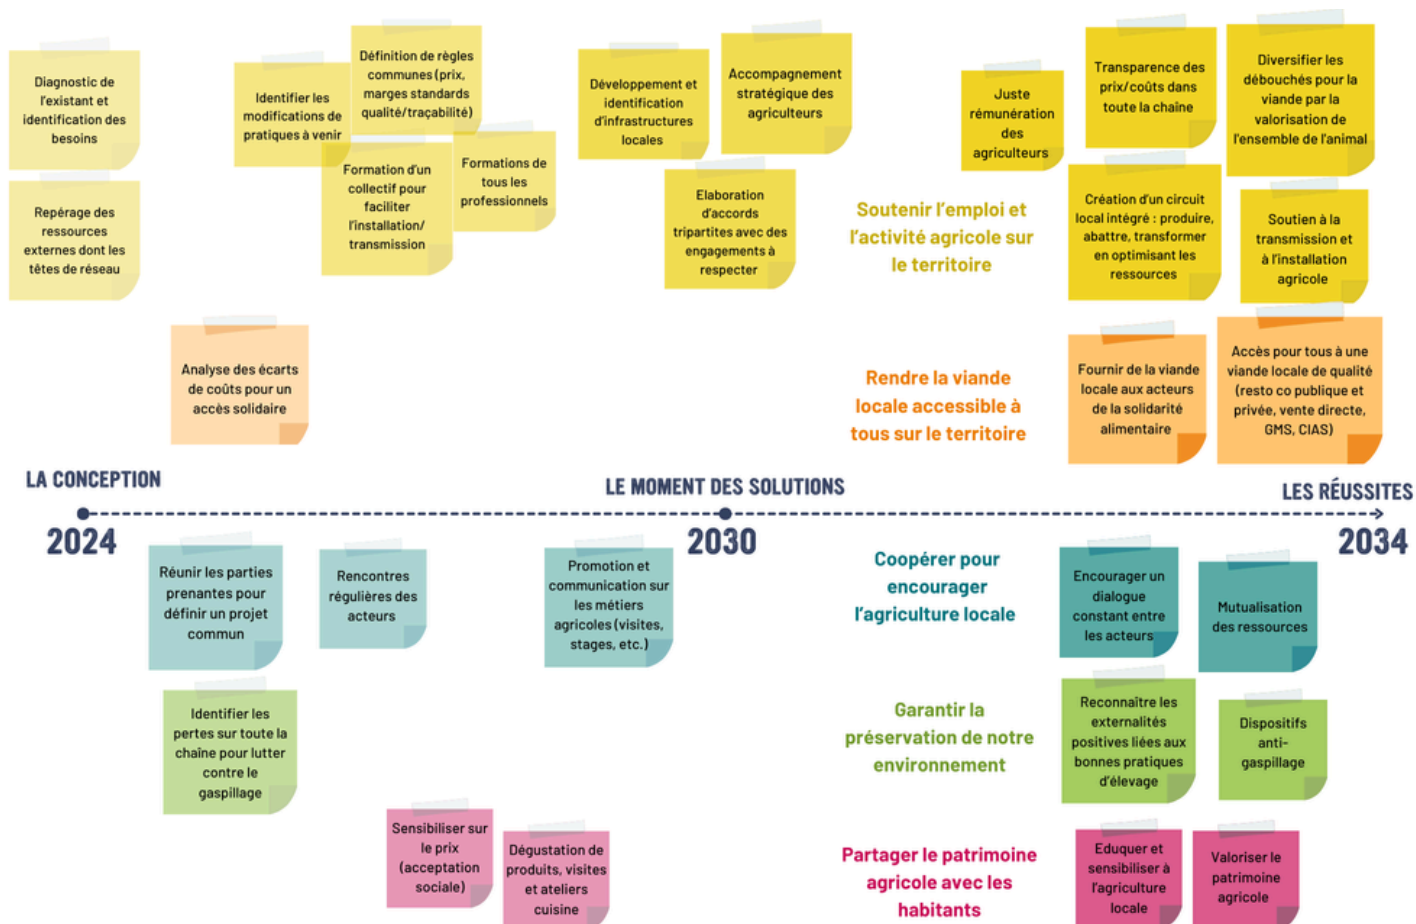 Diagnostic de
l'existant et
identification des
besoins
Repérage des
ressources
externes dont les
têtes de réseau
Identifier les
modifications de
pratiques à venir
Définition de règles
communes (prix,
marges standards
qualité/traçabilité)
Formation d'un
collectif pour
faciliter
l'installation/
transmission
Formations de
tous les
professionnels
Développement et
identification
d'infrastructures
locales
Accompagnement
stratégique des
agriculteurs
Elaboration
d'accords
tripartites avec des
engagements à
respecter
Soutenir l'emploi et
l'activité agricole sur
le territoire
Juste
rémunération
des
agriculteurs
Transparence des
prix/coûts dans
toute la chaîne
Diversifier les
débouchés pour la
viande par la
valorisation de
l'ensemble de l'animal
Création d'un circuit
local intégré : produire,
abattre, transformer
en optimisant les
ressources
Soutien à la
transmission et
à l'installation
agricole
Analyse des écarts
de coûts pour un
accès solidaire
Rendre la viande
locale accessible à
tous sur le territoire
Fournir de la viande
locale aux acteurs
de la solidarité
alimentaire
Accès pour tous à une
viande locale de qualité
(resto co publique et
privée, vente directe,
GMS, CIAS)
LA CONCEPTION
LE MOMENT DES SOLUTIONS
LES RÉUSSITES
2024
2030
2034
Réunir les parties
prenantes pour
définir un projet
commun
Rencontres
régulières des
acteurs
Promotion et
communication sur
les métiers
agricoles (visites,
stages, etc.)
Coopérer pour
encourager
l'agriculture locale
Encourager un
dialogue
constant entre
les acteurs
Mutualisation
des ressources
Identifier les
pertes sur toute la
chaîne pour lutter
contre le
gaspillage
Garantir la
préservation de notre
environnement
Reconnaître les
externalités
positives liées aux
bonnes pratiques
d'élevage
Dispositifs
anti-
gaspillage
Sensibiliser sur
le prix
(acceptation
sociale)
Dégustation de
produits, visites
et ateliers
cuisine
Partager le patrimoine
agricole avec les
habitants
Eduquer et
sensibiliser à
l'agriculture
locale
Valoriser le
patrimoine
agricole